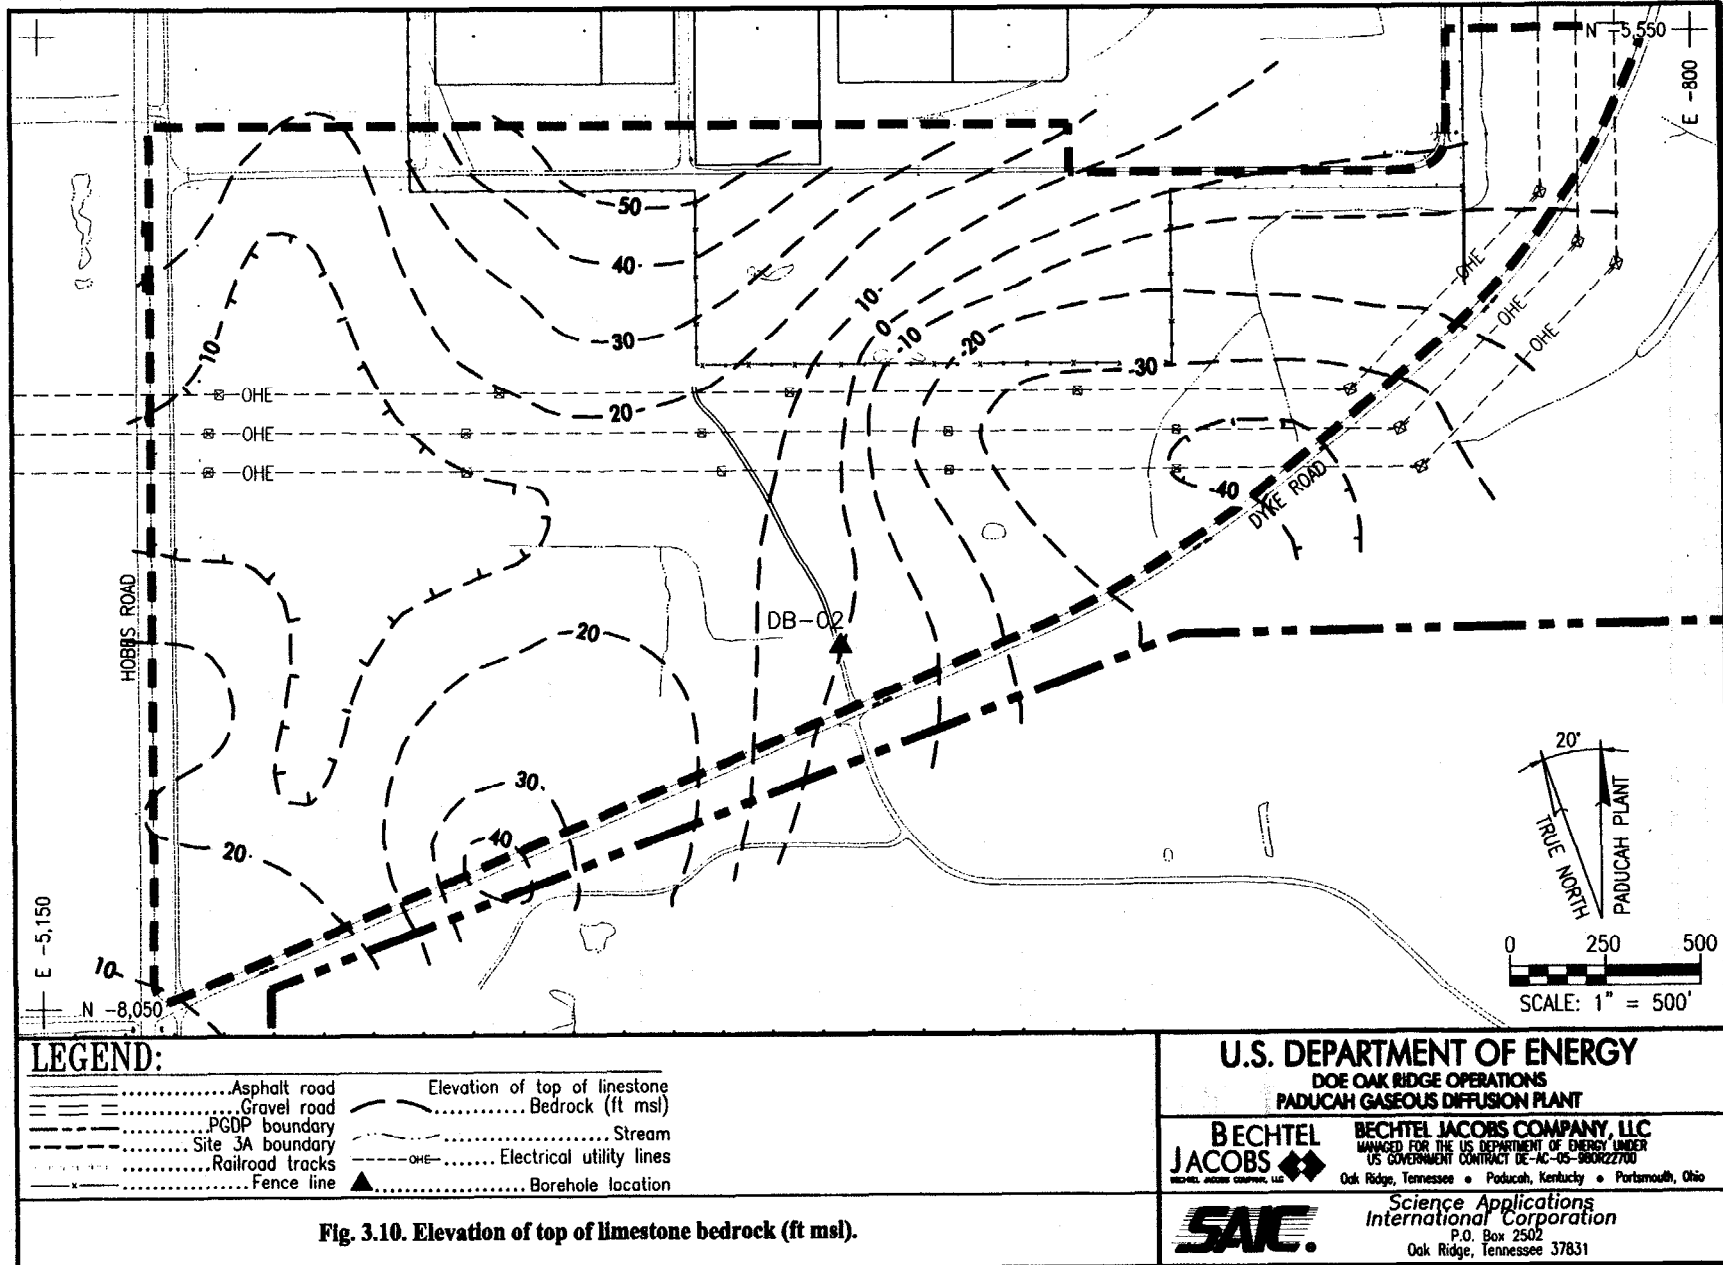 N -5,550
E -800
50
40
30
20
10
10
0
-10
-20
-30
-40
OHE
OHE
OHE
OHE
OHE
OHE
DYKE ROAD
HOBBS ROAD
DB-02
20
30
40
20
10
E -5,150
N -8,050
20°
TRUE NORTH
PADUCAH PLANT
0 250 500
SCALE: 1" = 500'
LEGEND:
Asphalt road
Gravel road
PGDP boundary
Site 3A boundary
Railroad tracks
Fence line
Elevation of top of linestone
Bedrock (ft msl)
Stream
OHE Electrical utility lines
Borehole location
Fig. 3.10. Elevation of top of limestone bedrock (ft msl).
U.S. DEPARTMENT OF ENERGY
DOE OAK RIDGE OPERATIONS
PADUCAH GASEOUS DIFFUSION PLANT
BECHTEL
JACOBS
BECHTEL JACOBS COMPANY, LLC
BECHTEL JACOBS COMPANY, LLC
MANAGED FOR THE US DEPARTMENT OF ENERGY UNDER
US GOVERNMENT CONTRACT DE-AC-05-98OR22700
Oak Ridge, Tennessee • Paducah, Kentucky • Portsmouth, Ohio
SAIC.
Science Applications
International Corporation
P.O. Box 2502
Oak Ridge, Tennessee 37831